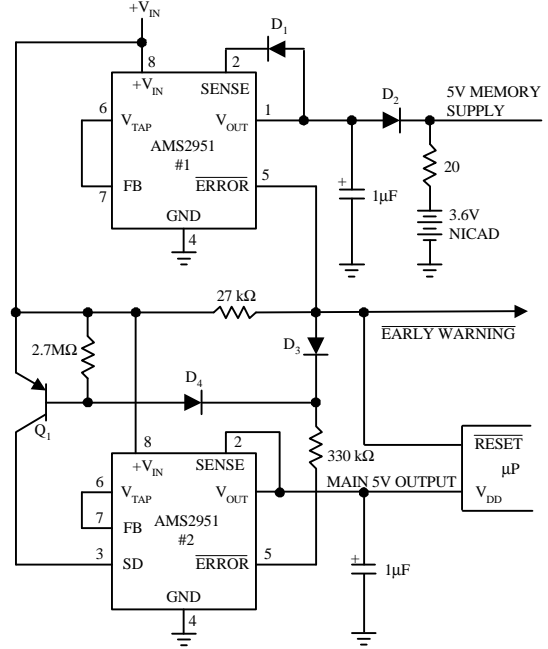 +V_IN
D_1
8
2
+V_IN
SENSE
D_2
5V MEMORY
SUPPLY
6
V_TAP
V_OUT
1
AMS2951
#1
20
7
FB
ERROR
5
+
1µF
3.6V
NICAD
GND
4
27 kΩ
EARLY WARNING
2.7MΩ
D_3
D_4
Q_1
8
2
+V_IN
SENSE
330 kΩ
RESET
µP
6
V_TAP
V_OUT
MAIN 5V OUTPUT
V_DD
7
FB
AMS2951
#2
3
SD
ERROR
5
+
1µF
GND
4